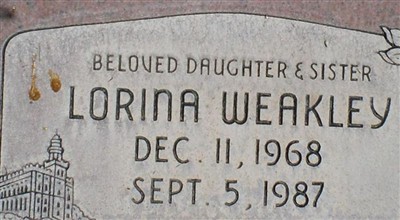 BELOVED DAUGHTER & SISTER
LORINA WEAKLEY
DEC. 11, 1968
SEPT. 5, 1987